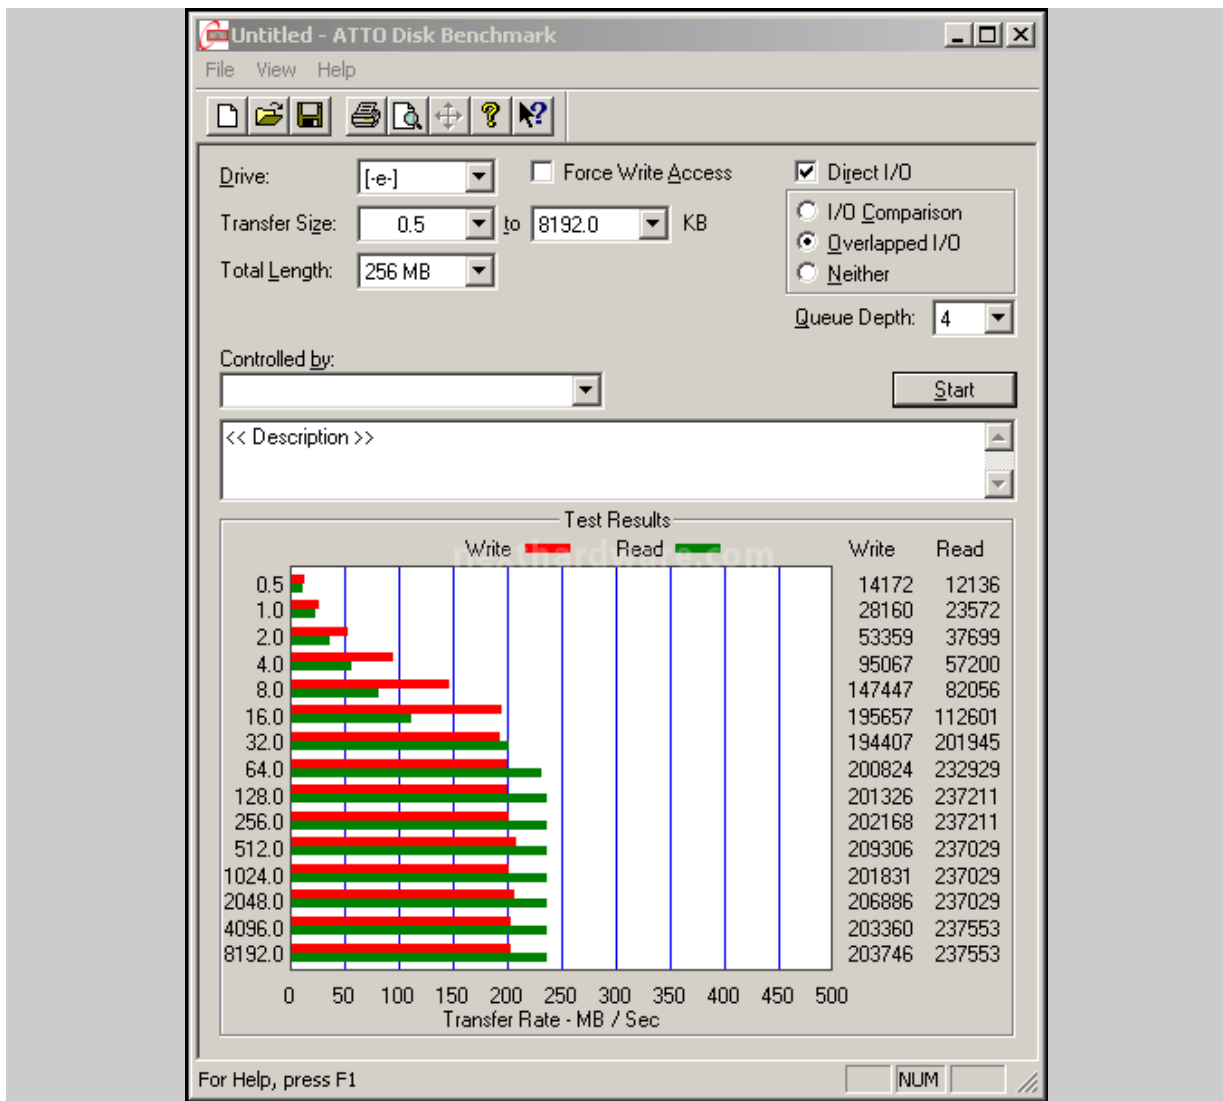 Untitled - ATTO Disk Benchmark
File View Help
Drive: [-e-] Force Write Access Direct I/O
Transfer Size: 0.5 to 8192.0 KB I/O Comparison
Overlapped I/O
Total Length: 256 MB Neither
Queue Depth: 4
Controlled by:
Start
<< Description >>
Test Results
Write Read Write Read
nexthardware.com
0.5 14172 12136
1.0 28160 23572
2.0 53359 37699
4.0 95067 57200
8.0 147447 82056
16.0 195657 112601
32.0 194407 201945
64.0 200824 232929
128.0 201326 237211
256.0 202168 237211
512.0 209306 237029
1024.0 201831 237029
2048.0 206886 237029
4096.0 203360 237553
8192.0 203746 237553
0 50 100 150 200 250 300 350 400 450 500
Transfer Rate - MB / Sec
For Help, press F1 NUM